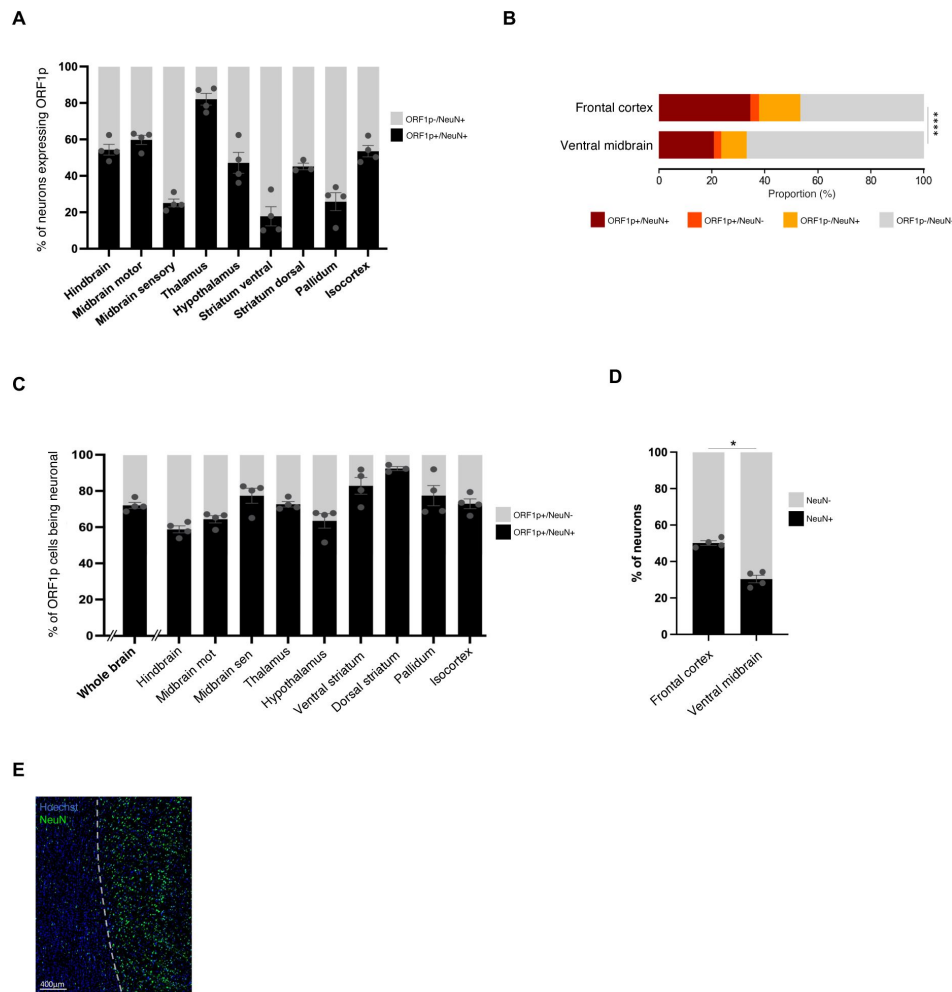 A
% of neurons expressing ORF1p
100
80
60
40
20
0
ORF1p-/NeuN+
ORF1p+/NeuN+
Hindbrain
Midbrain motor
Midbrain sensory
Thalamus
Hypothalamus
Striatum ventral
Striatum dorsal
Pallidum
Isocortex
B
Frontal cortex
Ventral midbrain
****
0 20 40 60 80 100
Proportion (%)
ORF1p+/NeuN+ ORF1p+/NeuN- ORF1p-/NeuN+ ORF1p-/NeuN-
C
% of ORF1p cells being neuronal
100
80
60
40
20
0
ORF1p+/NeuN-
ORF1p+/NeuN+
Whole brain
Hindbrain
Midbrain mot
Midbrain sen
Thalamus
Hypothalamus
Ventral striatum
Dorsal striatum
Pallidum
Isocortex
D
*
% of neurons
100
80
60
40
20
0
NeuN-
NeuN+
Frontal cortex
Ventral midbrain
E
Hoechst
NeuN
400µm